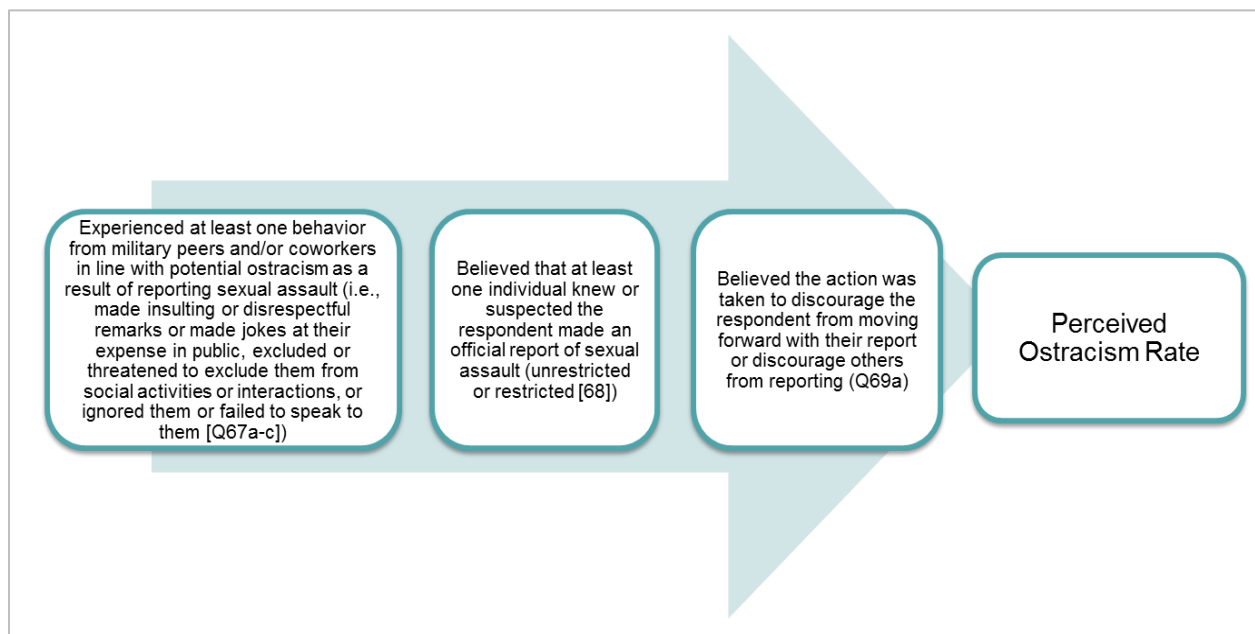 Experienced at least one behavior
from military peers and/or coworkers
in line with potential ostracism as a
result of reporting sexual assault (i.e.,
made insulting or disrespectful
remarks or made jokes at their
expense in public, excluded or
threatened to exclude them from
social activities or interactions, or
ignored them or failed to speak to
them [Q67a-c])
Believed that at least
one individual knew or
suspected the
respondent made an
official report of sexual
assault (unrestricted
or restricted [68])
Believed the action was
taken to discourage the
respondent from moving
forward with their report
or discourage others
from reporting (Q69a)
Perceived
Ostracism Rate